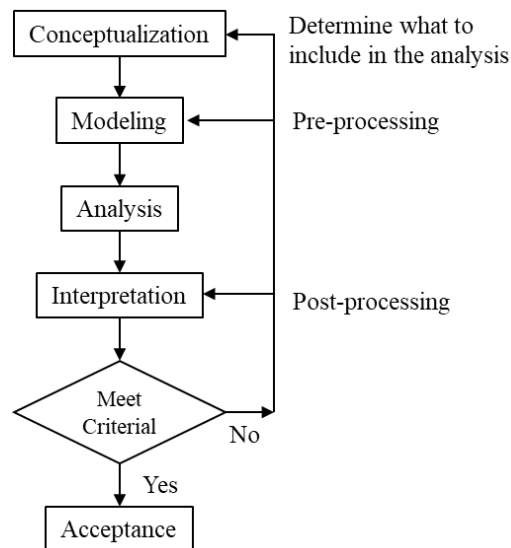 Conceptualization
Determine what to
include in the analysis
Modeling
Pre-processing
Analysis
Interpretation
Post-processing
Meet
Criterial
No
Yes
Acceptance